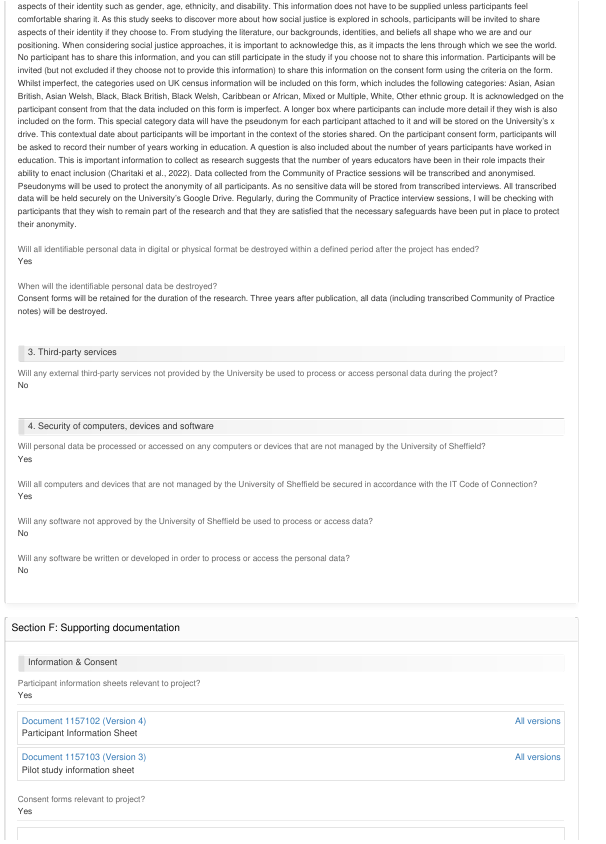 aspects of their identity such as gender, age, ethnicity, and disability. This information does not have to be supplied unless participants feel
comfortable sharing it. As this study seeks to discover more about how social justice is explored in schools, participants will be invited to share
aspects of their identity if they choose to. From studying the literature, our backgrounds, identities, and beliefs all shape who we are and our
positioning. When considering social justice approaches, it is important to acknowledge this, as it impacts the lens through which we see the world.
No participant has to share this information, and you can still participate in the study if you choose not to share this information. Participants will be
invited (but not excluded if they choose not to provide this information) to share this information on the consent form using the criteria on the form.
Whilst imperfect, the categories used on UK census information will be included on this form, which includes the following categories: Asian, Asian
British, Asian Welsh, Black, Black British, Black Welsh, Caribbean or African, Mixed or Multiple, White, Other ethnic group. It is acknowledged on the
participant consent from that the data included on this form is imperfect. A longer box where participants can include more detail if they wish is also
included on the form. This special category data will have the pseudonym for each participant attached to it and will be stored on the University's x
drive. This contextual date about participants will be important in the context of the stories shared. On the participant consent form, participants will
be asked to record their number of years working in education. A question is also included about the number of years participants have worked in
education. This is important information to collect as research suggests that the number of years educators have been in their role impacts their
ability to enact inclusion (Charitaki et al., 2022). Data collected from the Community of Practice sessions will be transcribed and anonymised.
Pseudonyms will be used to protect the anonymity of all participants. As no sensitive data will be stored from transcribed interviews. All transcribed
data will be held securely on the University's Google Drive. Regularly, during the Community of Practice interview sessions, I will be checking with
participants that they wish to remain part of the research and that they are satisfied that the necessary safeguards have been put in place to protect
their anonymity.
Will all identifiable personal data in digital or physical format be destroyed within a defined period after the project has ended?
Yes
When will the identifiable personal data be destroyed?
Consent forms will be retained for the duration of the research. Three years after publication, all data (including transcribed Community of Practice
notes) will be destroyed.
3. Third-party services
Will any external third-party services not provided by the University be used to process or access personal data during the project?
No
4. Security of computers, devices and software
Will personal data be processed or accessed on any computers or devices that are not managed by the University of Sheffield?
Yes
Will all computers and devices that are not managed by the University of Sheffield be secured in accordance with the IT Code of Connection?
Yes
Will any software not approved by the University of Sheffield be used to process or access data?
No
Will any software be written or developed in order to process or access the personal data?
No
Section F: Supporting documentation
Information & Consent
Participant information sheets relevant to project?
Yes
Document 1157102 (Version 4) All versions
Participant Information Sheet
Document 1157103 (Version 3) All versions
Pilot study information sheet
Consent forms relevant to project?
Yes